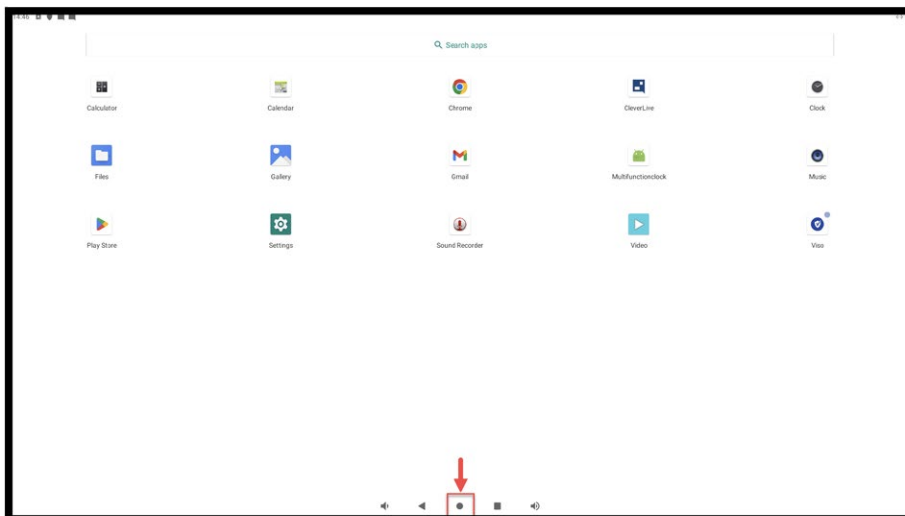 14:46
Search apps
Calculator
Calendar
Chrome
CleverLive
Clock
Files
Gallery
Gmail
Multifunctionclock
Music
Play Store
Settings
Sound Recorder
Video
Viso